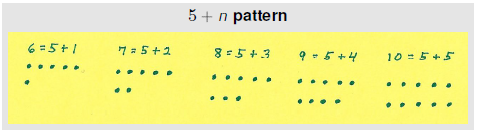 5 + n pattern
6 = 5 + 1
7 = 5 + 2
8 = 5 + 3
9 = 5 + 4
10 = 5 + 5